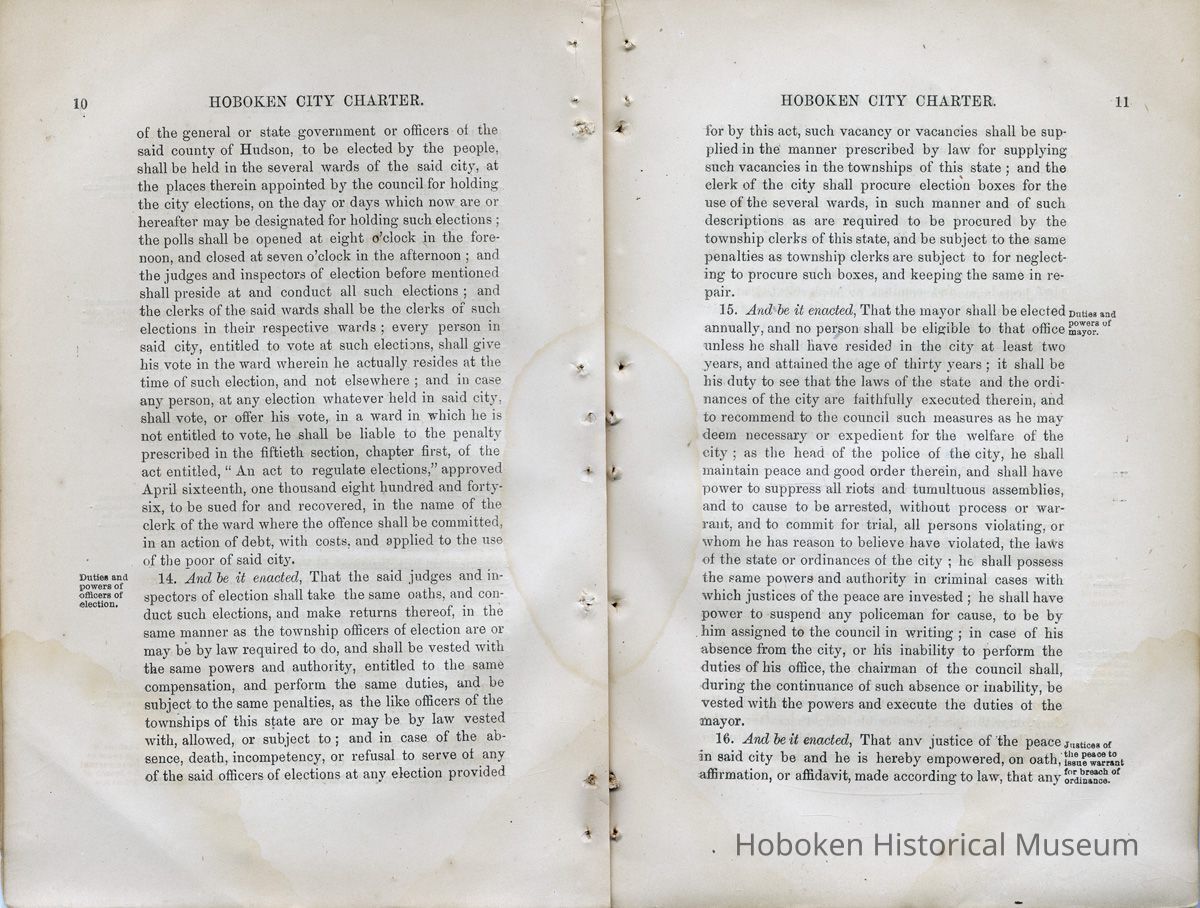 10
HOBOKEN CITY CHARTER.
of the general or state government or officers of the
said county of Hudson, to be elected by the people,
shall be held in the several wards of the said city, at
the places therein appointed by the council for holding
the city elections, on the day or days which now are or
hereafter may be designated for holding such elections ;
the polls shall be opened at eight o'clock in the fore-
noon, and closed at seven o'clock in the afternoon ; and
the judges and inspectors of election before mentioned
shall preside at and conduct all such elections ; and
the clerks of the said wards shall be the clerks of such
elections in their respective wards ; every person in
said city, entitled to vote at such elections, shall give
his vote in the ward wherein he actually resides at the
time of such election, and not elsewhere ; and in case
any person, at any election whatever held in said city,
shall vote, or offer his vote, in a ward in which he is
not entitled to vote, he shall be liable to the penalty
prescribed in the fiftieth section, chapter first, of the
act entitled, “ An act to regulate elections,” approved
April sixteenth, one thousand eight hundred and forty-
six, to be sued for and recovered, in the name of the
clerk of the ward where the offence shall be committed,
in an action of debt, with costs, and applied to the use
of the poor of said city.
Duties and
powers of
officers of
election.
14. And be it enacted, That the said judges and in-
spectors of election shall take the same oaths, and con-
duct such elections, and make returns thereof, in the
same manner as the township officers of election are or
may be by law required to do, and shall be vested with
the same powers and authority, entitled to the same
compensation, and perform the same duties, and be
subject to the same penalties, as the like officers of the
townships of this state are or may be by law vested
with, allowed, or subject to ; and in case of the ab-
sence, death, incompetency, or refusal to serve of any
of the said officers of elections at any election provided
HOBOKEN CITY CHARTER.
11
for by this act, such vacancy or vacancies shall be sup-
plied in the manner prescribed by law for supplying
such vacancies in the townships of this state ; and the
clerk of the city shall procure election boxes for the
use of the several wards, in such manner and of such
descriptions as are required to be procured by the
township clerks of this state, and be subject to the same
penalties as township clerks are subject to for neglect-
ing to procure such boxes, and keeping the same in re-
pair.
15. And be it enacted, That the mayor shall be elected
annually, and no person shall be eligible to that office
unless he shall have resided in the city at least two
years, and attained the age of thirty years ; it shall be
his duty to see that the laws of the state and the ordi-
nances of the city are faithfully executed therein, and
to recommend to the council such measures as he may
deem necessary or expedient for the welfare of the
city ; as the head of the police of the city, he shall
maintain peace and good order therein, and shall have
power to suppress all riots and tumultuous assemblies,
and to cause to be arrested, without process or war-
rant, and to commit for trial, all persons violating, or
whom he has reason to believe have violated, the laws
of the state or ordinances of the city ; he shall possess
the same powers and authority in criminal cases with
which justices of the peace are invested ; he shall have
power to suspend any policeman for cause, to be by
him assigned to the council in writing ; in case of his
absence from the city, or his inability to perform the
duties of his office, the chairman of the council shall,
during the continuance of such absence or inability, be
vested with the powers and execute the duties of the
mayor.
Duties and
powers of
mayor.
16. And be it enacted, That any justice of the peace
in said city be and he is hereby empowered, on oath,
affirmation, or affidavit, made according to law, that any
Justices of
the peace to
issue warrant
for breach of
ordinance.
Hoboken Historical Museum